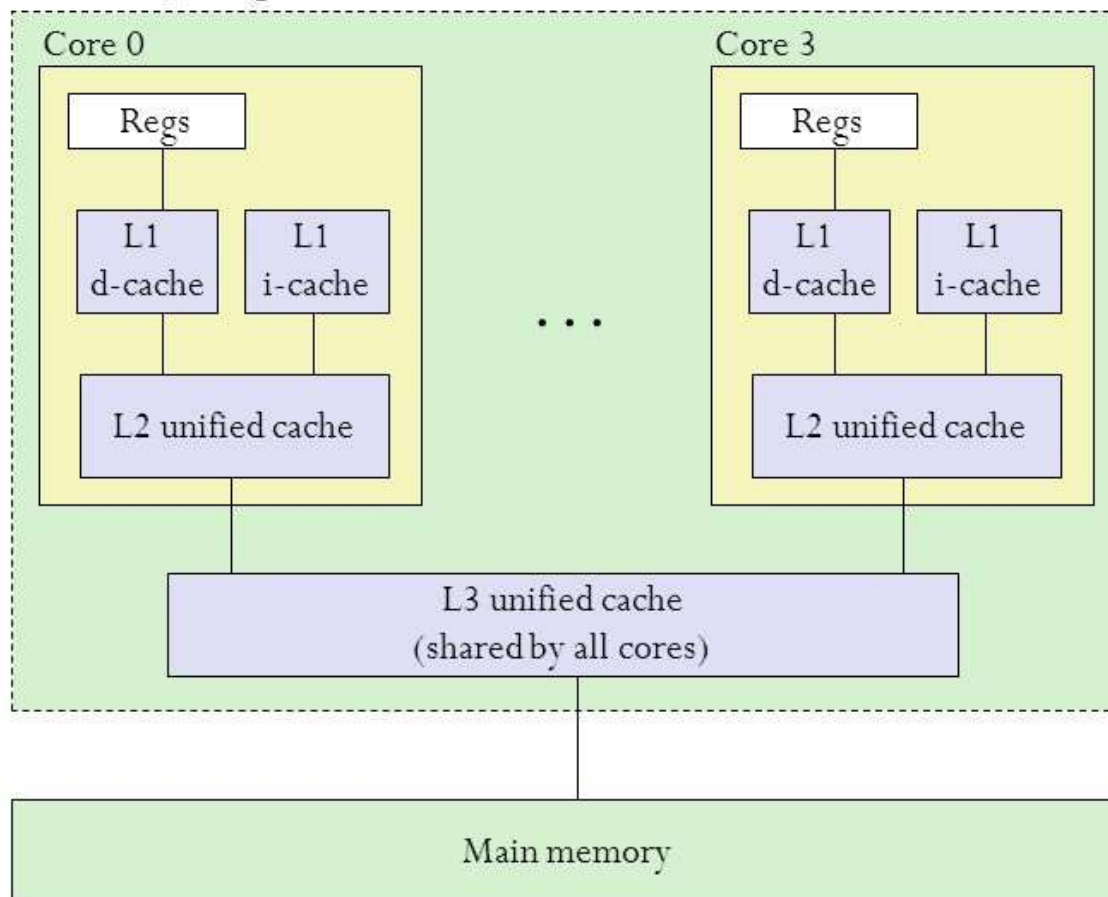 Core 0
Regs
L1
d-cache
L1
i-cache
L2 unified cache
. . .
Core 3
Regs
L1
d-cache
L1
i-cache
L2 unified cache
L3 unified cache
(shared by all cores)
Main memory